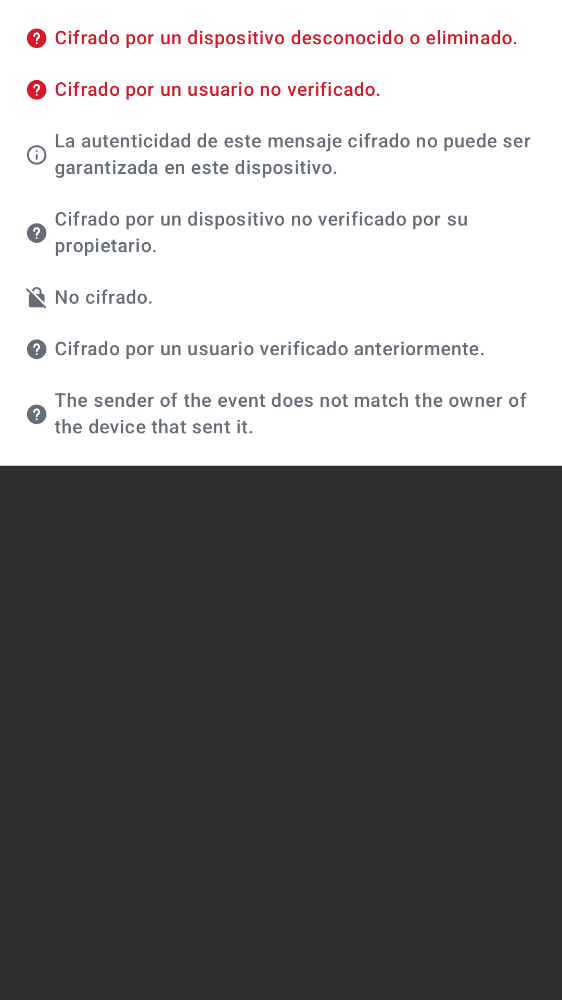 Cifrado por un dispositivo desconocido o eliminado.
Cifrado por un usuario no verificado.
La autenticidad de este mensaje cifrado no puede ser
garantizada en este dispositivo.
Cifrado por un dispositivo no verificado por su
propietario.
No cifrado.
Cifrado por un usuario verificado anteriormente.
The sender of the event does not match the owner of
the device that sent it.